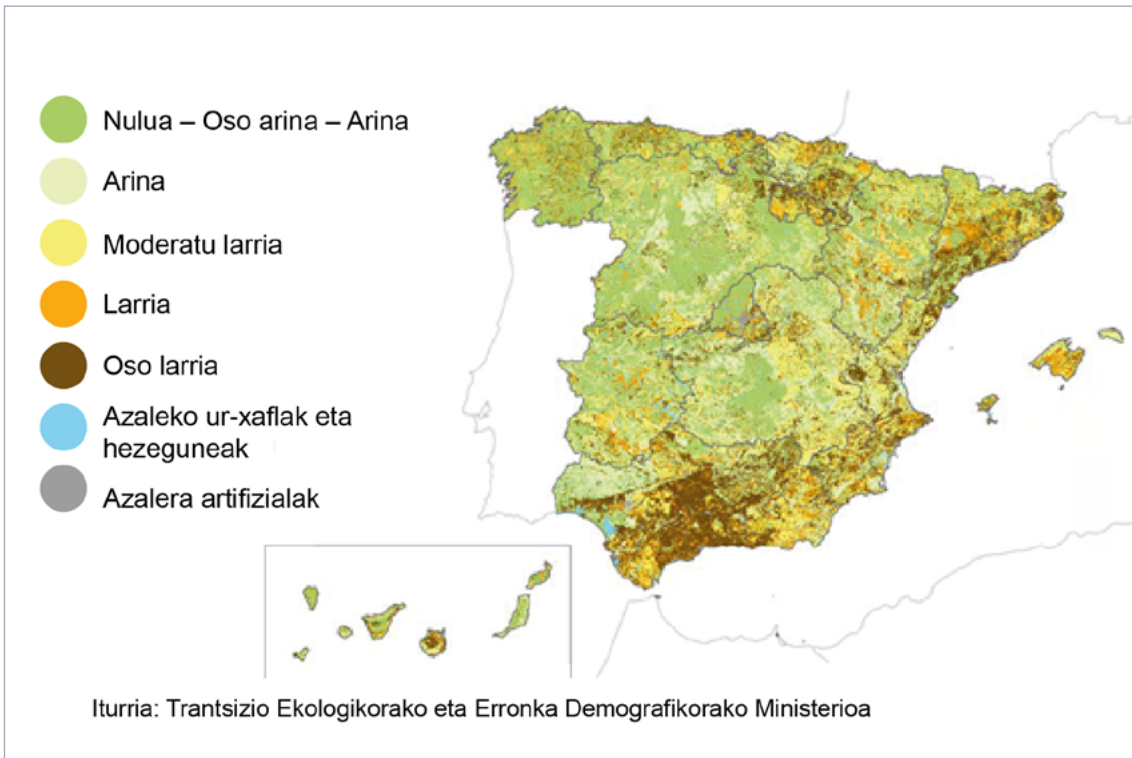 Nulua – Oso arina – Arina
Arina
Moderatu larria
Larria
Oso larria
Azaleko ur-xaflak eta
hezeguneak
Azalera artifizialak
Iturria: Trantsizio Ekologikorako eta Erronka Demografikorako Ministerioa